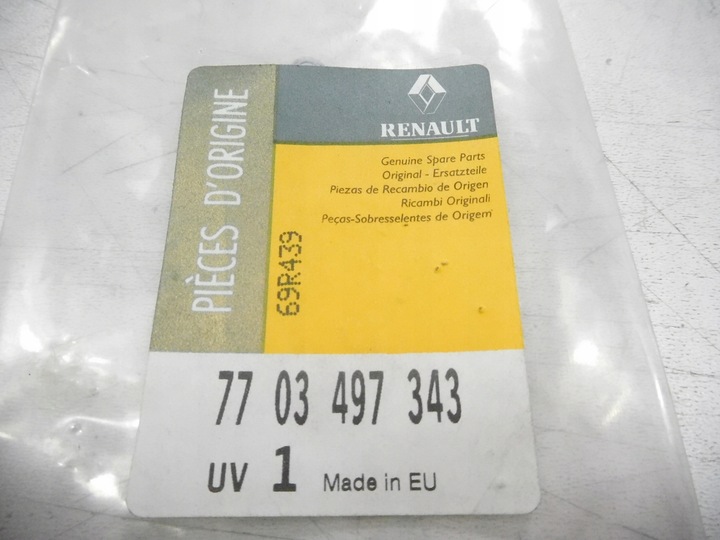 PIÈCES D'ORIGINE
RENAULT
Genuine Spare Parts
Original - Ersatzteile
Piezas de Recambio de Origen
Ricambi Originali
Peças-Sobresselentes de Origem
69R439
77 03 497 343
UV 1 Made in EU